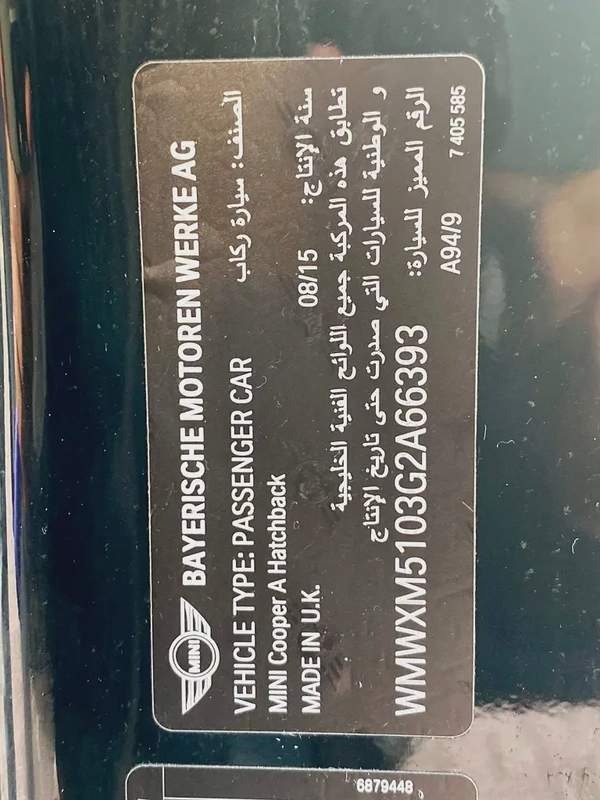 MINI
BAYERISCHE MOTOREN WERKE AG
VEHICLE TYPE: PASSENGER CAR
الصنف: سيارة ركاب
MINI Cooper A Hatchback
MADE IN U.K.
08/15
سنة الإنتاج:
تطابق هذه المركبة جميع اللوائح الفنية الخليجية
و الوطنية للسيارات التي صدرت حتى تاريخ الإنتاج
WMWXM5103G2A66393
الرقم المميز للسيارة:
A94/9
7 405 585
6879448